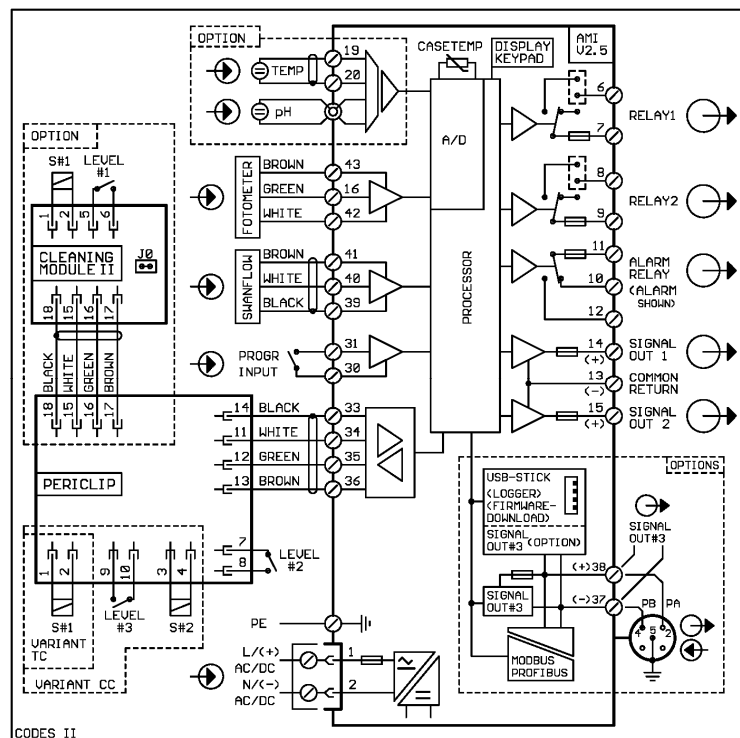 OPTION
19
TEMP
20
pH
CASETEMP
DISPLAY
KEYPAD
AMI
V2.5
A/D
PROCESSOR
6
RELAY1
7
8
RELAY2
9
11
ALARM
RELAY
10
(ALARM
SHOWN)
12
14
(+)
SIGNAL
OUT 1
13
(-)
COMMON
RETURN
15
(+)
SIGNAL
OUT 2
OPTION
S#1
LEVEL
#1
1
2
5
6
CLEANING
MODULE II
J0
18
15
16
17
BLACK
WHITE
GREEN
BROWN
18
15
16
17
FOTOMETER
BROWN
43
GREEN
16
WHITE
42
SWANFLOW
BROWN
41
WHITE
40
BLACK
39
PROGR
INPUT
31
30
PERICLIP
14
BLACK
33
11
WHITE
34
12
GREEN
35
13
BROWN
36
7
8
LEVEL
#2
1
2
9
10
3
4
S#1
LEVEL
#3
S#2
VARIANT
TC
VARIANT CC
PE
L/(+)
AC/DC
1
N/(-)
AC/DC
2
OPTIONS
USB-STICK
(LOGGER)
(FIRMWARE-
DOWNLOAD)
SIGNAL
OUT#3 (OPTION)
SIGNAL
OUT#3
(+)38
SIGNAL
OUT#3
(-)37
PB
PA
4
5
2
MODBUS
PROFIBUS
CODES II